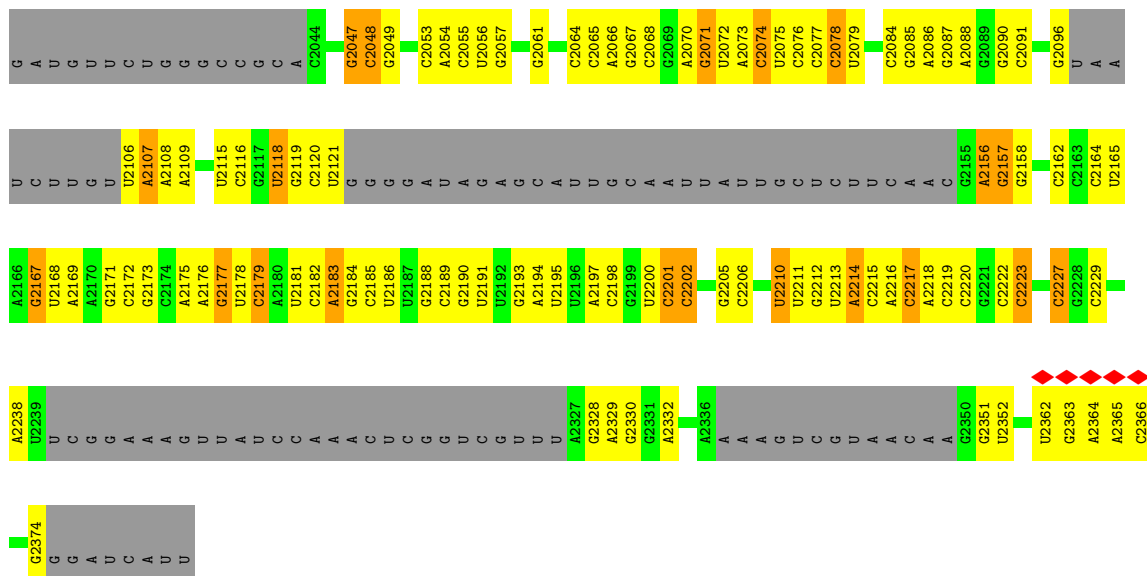 G A U G U U C U G G G C C G C A C2044 G2047 C2048 G2049 C2053 A2054 C2055 U2056 G2057 G2061 C2064 C2065 A2066 G2067 C2068 G2069 A2070 G2071 U2072 A2073 C2074 U2075 C2076 C2077 C2078 U2079 C2084 G2085 A2086 G2087 A2088 G2089 G2090 C2091 G2096 U A A
U C U U G U U2106 A2107 A2108 A2109 U2115 C2116 G2117 U2118 G2119 C2120 U2121 G G G G A U A G A G C A U U G C A A U U A U U G C U C U U C A A C G2155 A2156 G2157 G2158 C2162 C2163 C2164 U2165
A2166 G2167 U2168 A2169 A2170 G2171 C2172 G2173 C2174 A2175 A2176 G2177 U2178 C2179 A2180 U2181 C2182 A2183 G2184 C2185 U2186 U2187 G2188 C2189 G2190 U2191 U2192 G2193 A2194 U2195 U2196 A2197 C2198 G2199 U2200 C2201 C2202 G2205 C2206 U2210 U2211 G2212 U2213 A2214 C2215 A2216 C2217 A2218 C2219 C2220 G2221 C2222 C2223 C2227 G2228 C2229
A2238 U2239 U C G G A A A G U U A U C C A A A C U C G G U C G U U U A2327 G2328 A2329 G2330 G2331 A2332 A2336 A A A G U C G U A A C A A G2350 G2351 U2352 U2362 G2363 A2364 A2365 C2366
G2374 G G A U C A U U